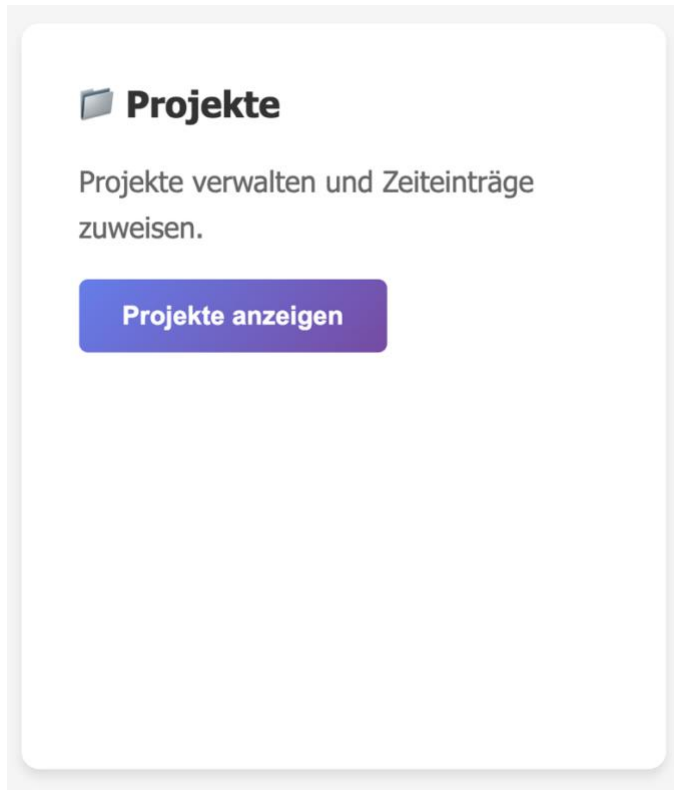 Projekte
Projekte verwalten und Zeiteinträge
zuweisen.
Projekte anzeigen